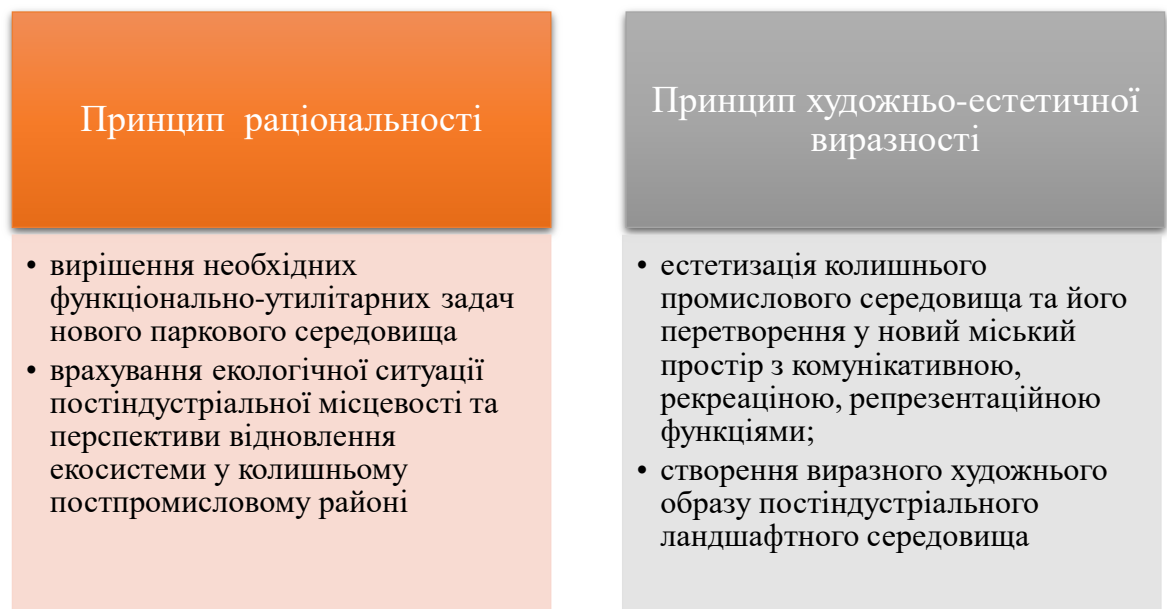 Принцип раціональності
• вирішення необхідних
функціонально-утилітарних задач
нового паркового середовища
• врахування екологічної ситуації
постіндустріальної місцевості та
перспективи відновлення
екосистеми у колишньому
постпромисловому районі
Принцип художньо-естетичної
виразності
• естетизація колишнього
промислового середовища та його
перетворення у новий міський
простір з комунікативною,
рекреаціною, репрезентаційною
функціями;
• створення виразного художнього
образу постіндустріального
ландшафтного середовища